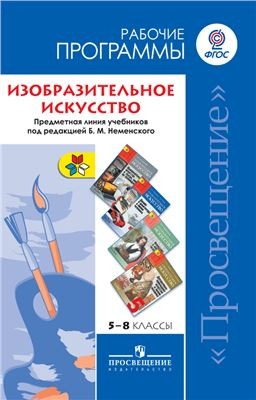 РАБОЧИЕ
ПРОГРАММЫ
ФГОС
ИЗОБРАЗИТЕЛЬНОЕ
ИСКУССТВО
Предметная линия учебников
под редакцией Б. М. Неменского
5–8 КЛАССЫ
ПРОСВЕЩЕНИЕ
ИЗДАТЕЛЬСТВО
«Просвещение»